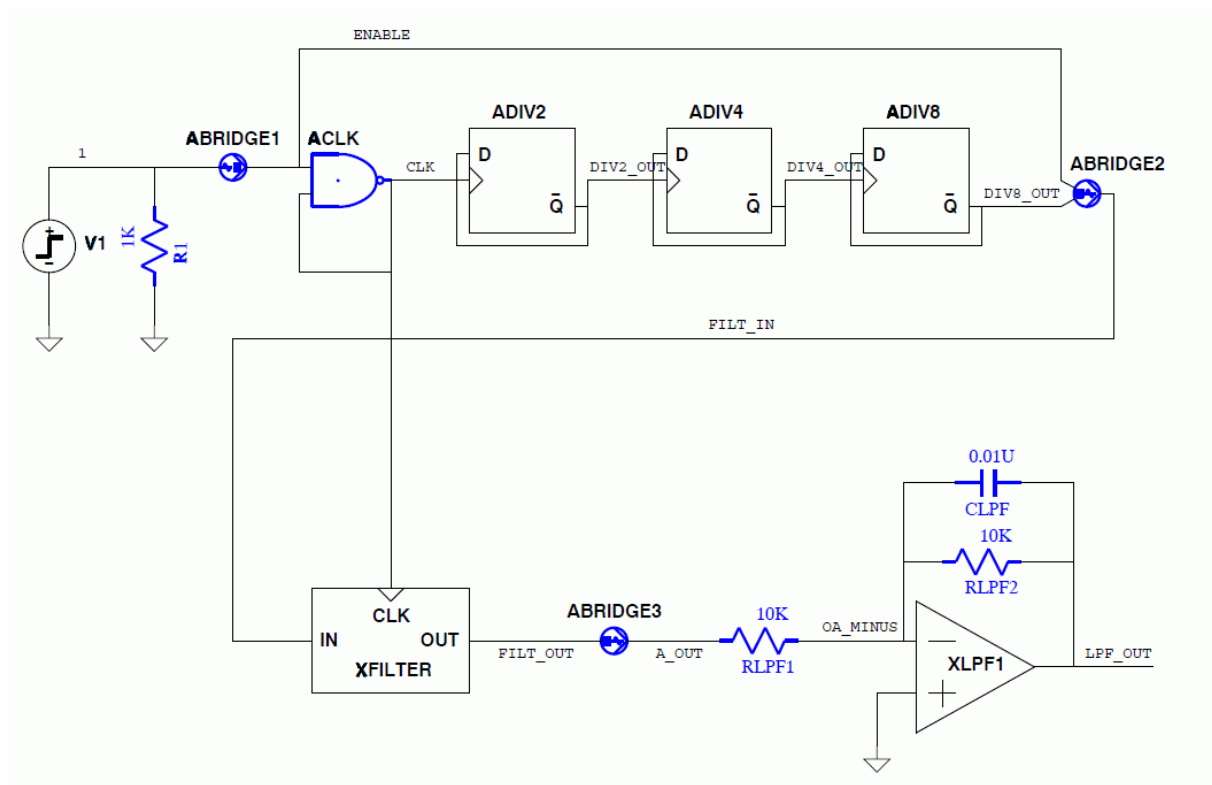 ENABLE
ADIV2
ADIV4
ADIV8
ABRIDGE1
ACLK
ABRIDGE2
1
CLK
D
DIV2_OUT
D
DIV4_OUT
D
DIV8_OUT
Q̄
Q̄
Q̄
+
−
V1
1K
R1
FILT_IN
0.01U
CLPF
10K
RLPF2
CLK
IN
OUT
XFILTER
FILT_OUT
ABRIDGE3
A_OUT
10K
RLPF1
OA_MINUS
−
+
XLPF1
LPF_OUT